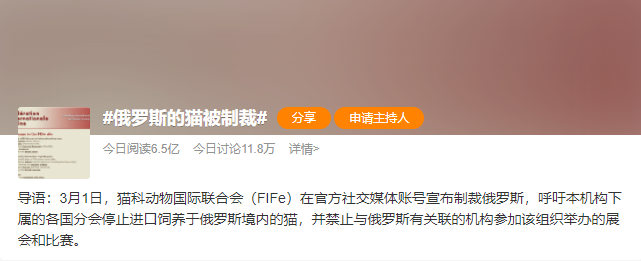 #俄罗斯的猫被制裁#
分享
申请主持人
今日阅读6.5亿 今日讨论11.8万 详情>
导语：3月1日，猫科动物国际联合会（FIFe）在官方社交媒体账号宣布制裁俄罗斯，呼吁本机构下
属的各国分会停止进口饲养于俄罗斯境内的猫，并禁止与俄罗斯有关联的机构参加该组织举办的展
会和比赛。